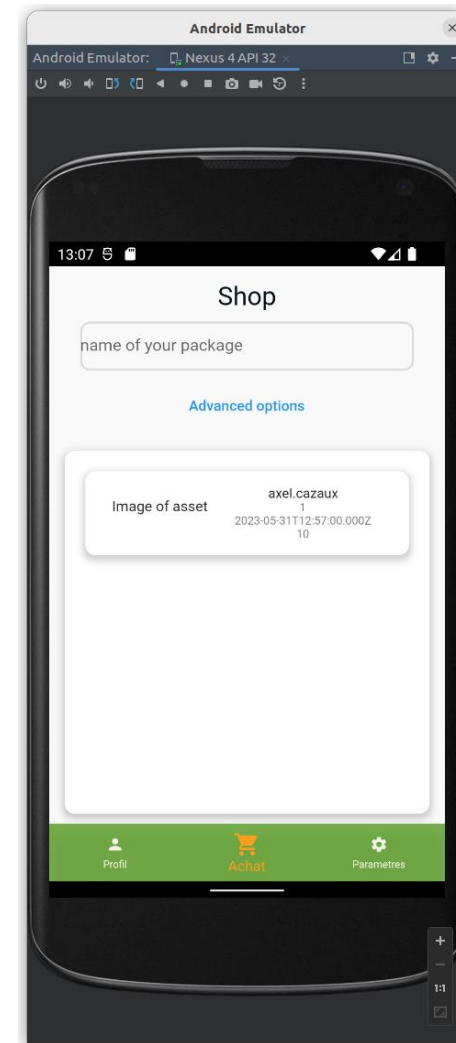 Android Emulator
Android Emulator: Nexus 4 API 32
13:07
Shop
name of your package
Advanced options
Image of asset
axel.cazaux
1
2023-05-31T12:57:00.000Z
10
Profil
Achat
Parametres
1:1